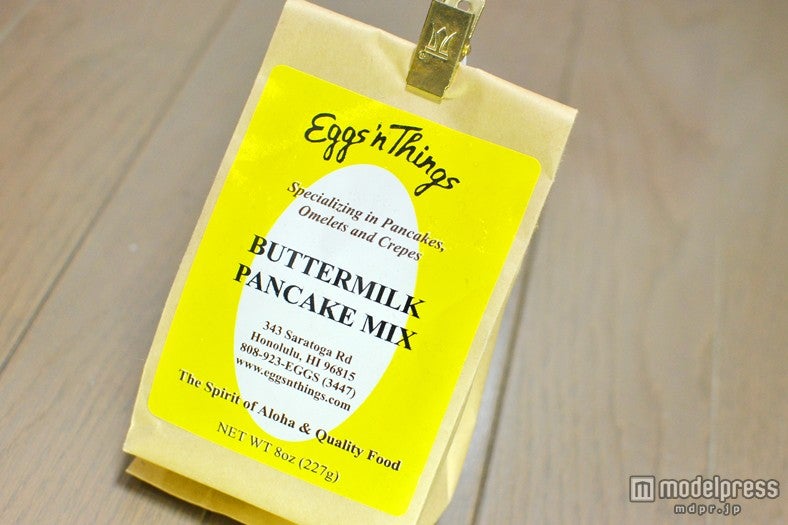 Eggs 'n Things
Specializing in Pancakes,
Omelets and Crepes
BUTTERMILK
PANCAKE MIX
343 Saratoga Rd
Honolulu, HI 96815
808-923-EGGS (3447)
www.eggsnthings.com
The Spirit of Aloha & Quality Food
NET WT 8oz (227g)
modelpress
mdpr.jp